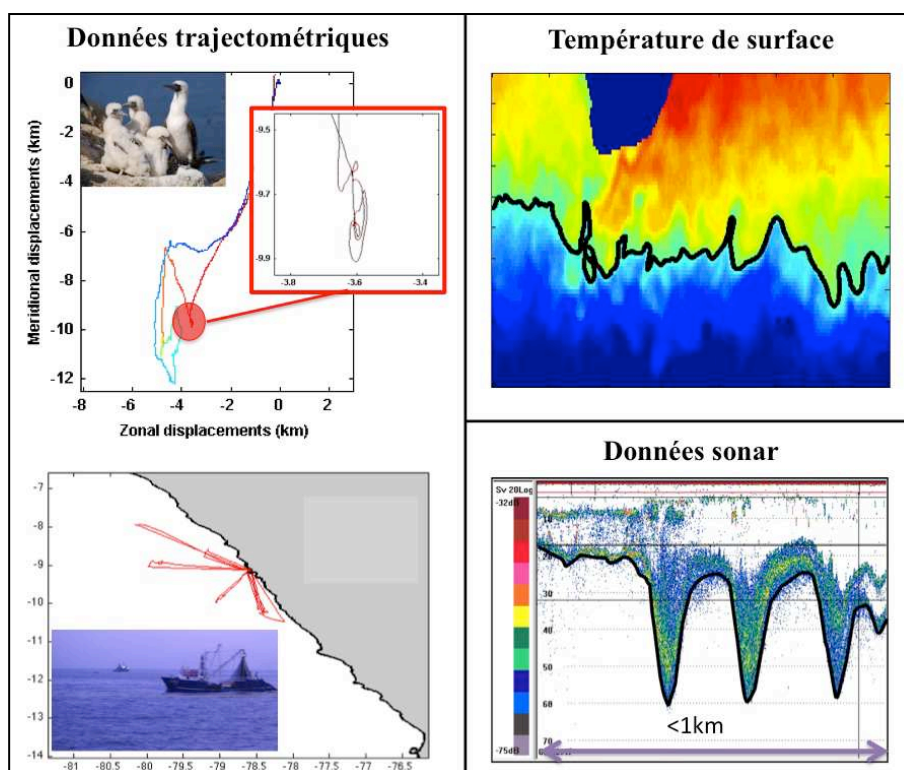 Données trajectométriques
0
-2
-4
-6
-8
-10
-12
Meridional displacements (km)
-8 -6 -4 -2 0 2
Zonal displacements (km)
-9.5
-9.7
-9.9
-3.8 -3.6 -3.4
Température de surface
-7
-8
-9
-10
-11
-12
-13
-14
-81 -80 -79.5 -79 -78.5 -78 -77.5 -77 -76.5
Données sonar
Sv 20Log
-32dB
30
40
50
60
70
-75dB
<1km